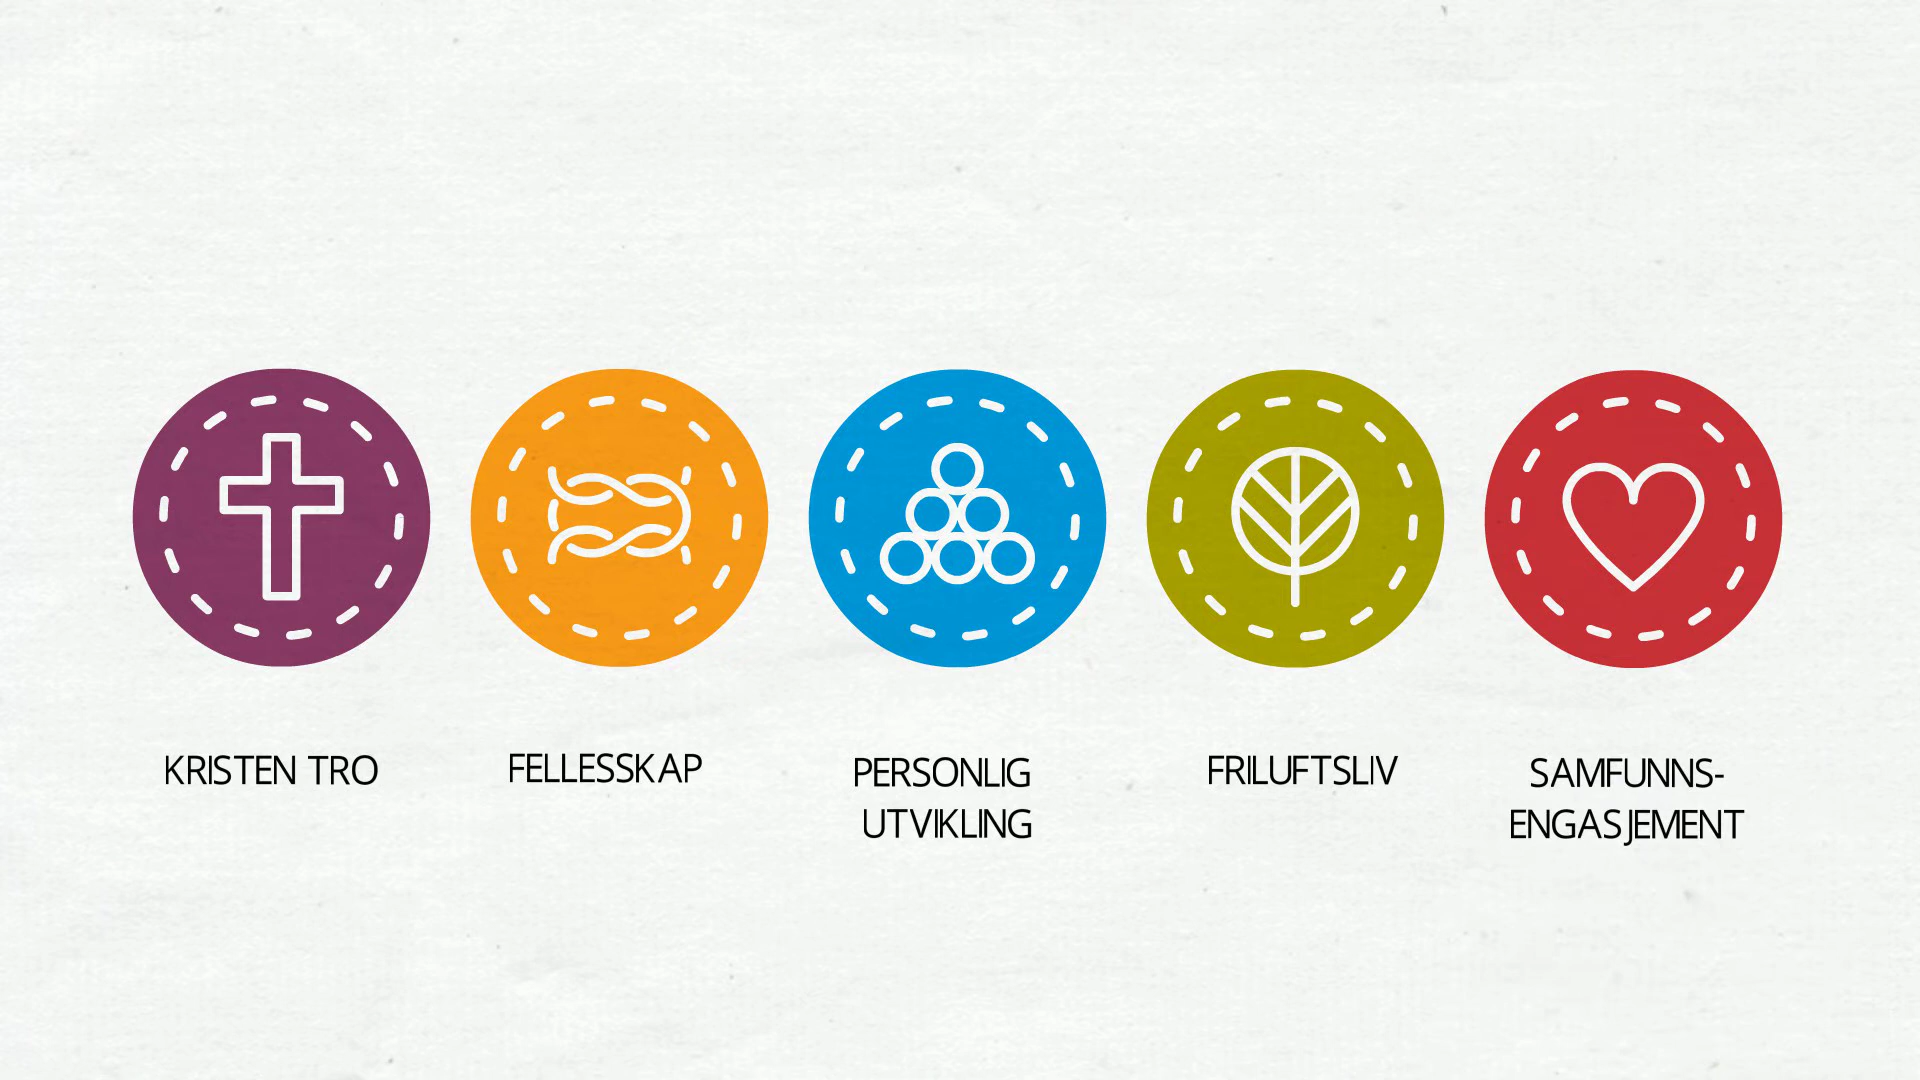 KRISTEN TRO
FELLESSKAP
PERSONLIG
UTVIKLING
FRILUFTSLIV
SAMFUNNS-
ENGASJEMENT